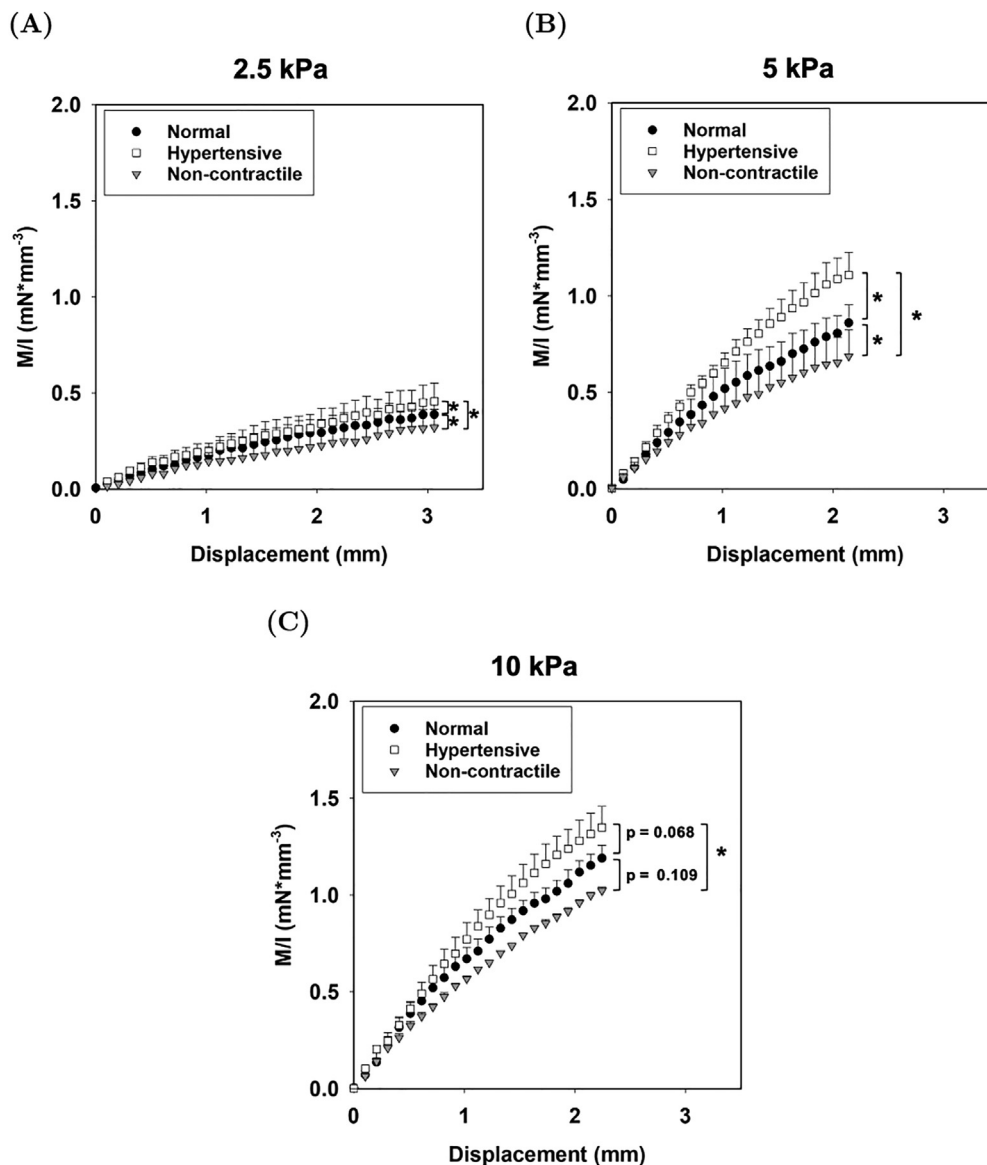 (A)
2.5 kPa
2.0
1.5
1.0
0.5
0.0
M/I (mN*mm-3)
Normal
Hypertensive
Non-contractile
*
*
*
0
1
2
3
Displacement (mm)
(B)
5 kPa
2.0
1.5
1.0
0.5
0.0
M/I (mN*mm-3)
Normal
Hypertensive
Non-contractile
*
*
*
0
1
2
3
Displacement (mm)
(C)
10 kPa
2.0
1.5
1.0
0.5
0.0
M/I (mN*mm-3)
Normal
Hypertensive
Non-contractile
p = 0.068
p = 0.109
*
0
1
2
3
Displacement (mm)